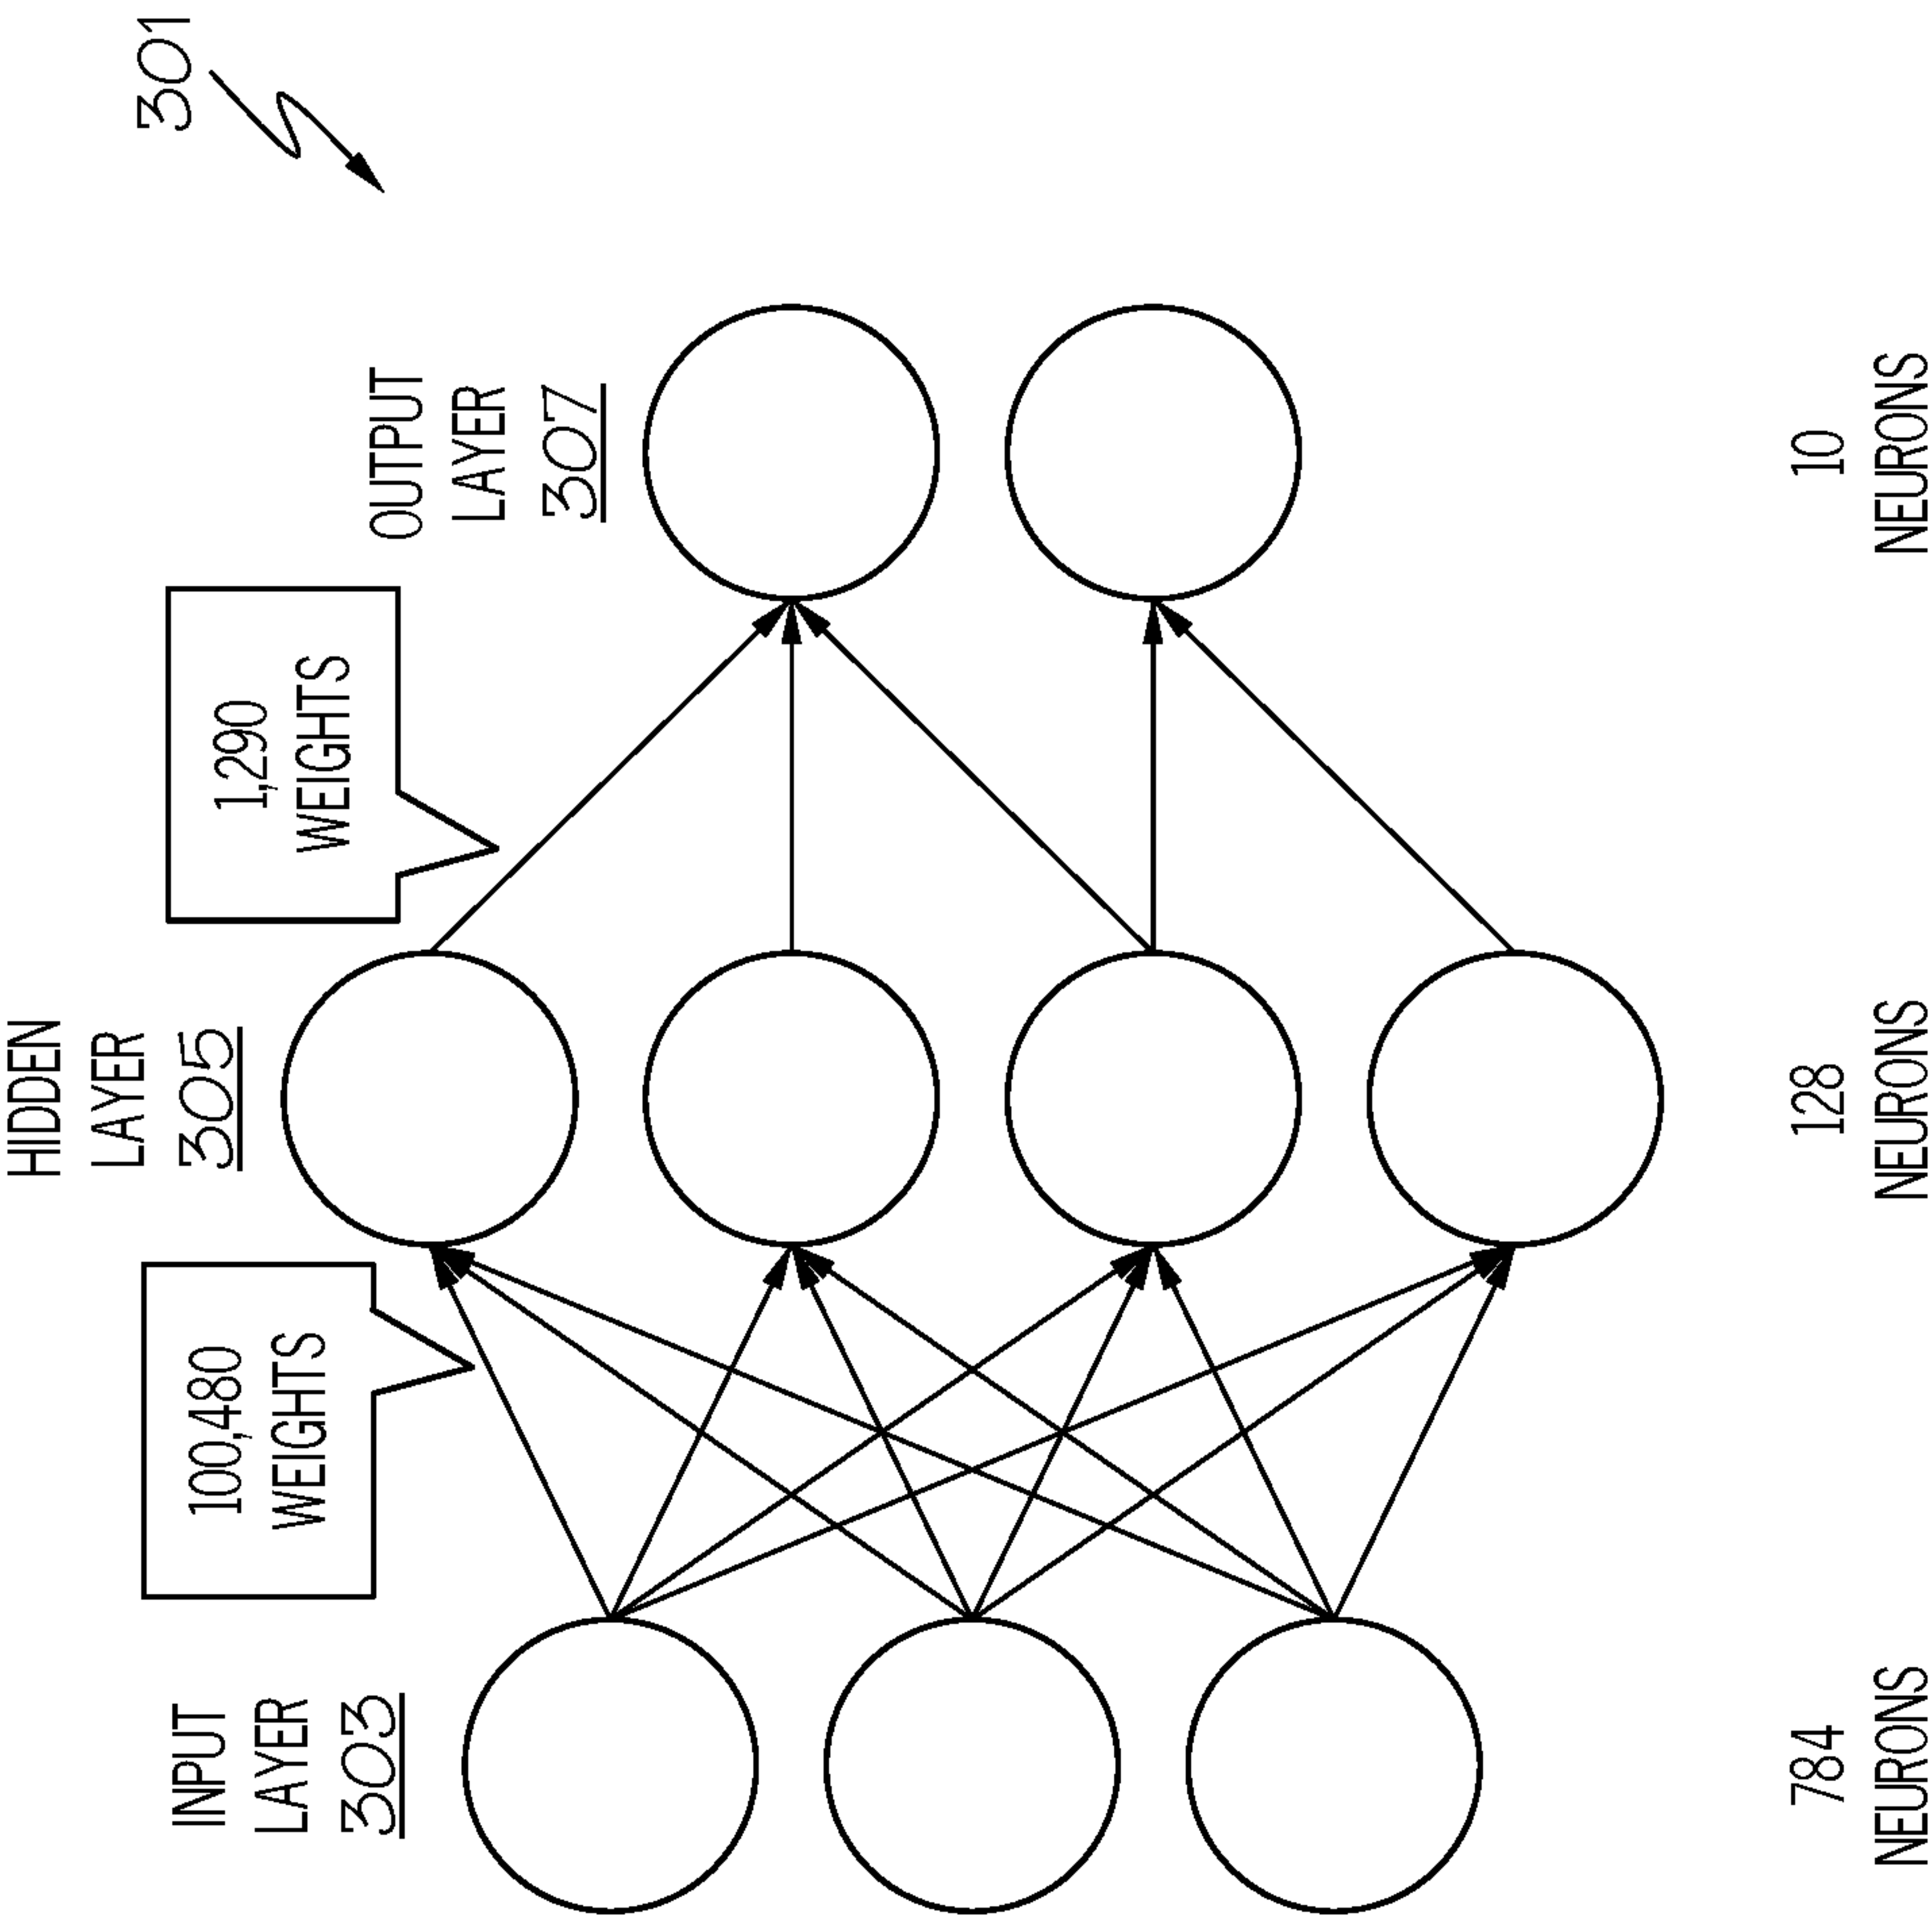 301
INPUT
LAYER
303
100,480
WEIGHTS
HIDDEN
LAYER
305
1,290
WEIGHTS
OUTPUT
LAYER
307
784
NEURONS
128
NEURONS
10
NEURONS